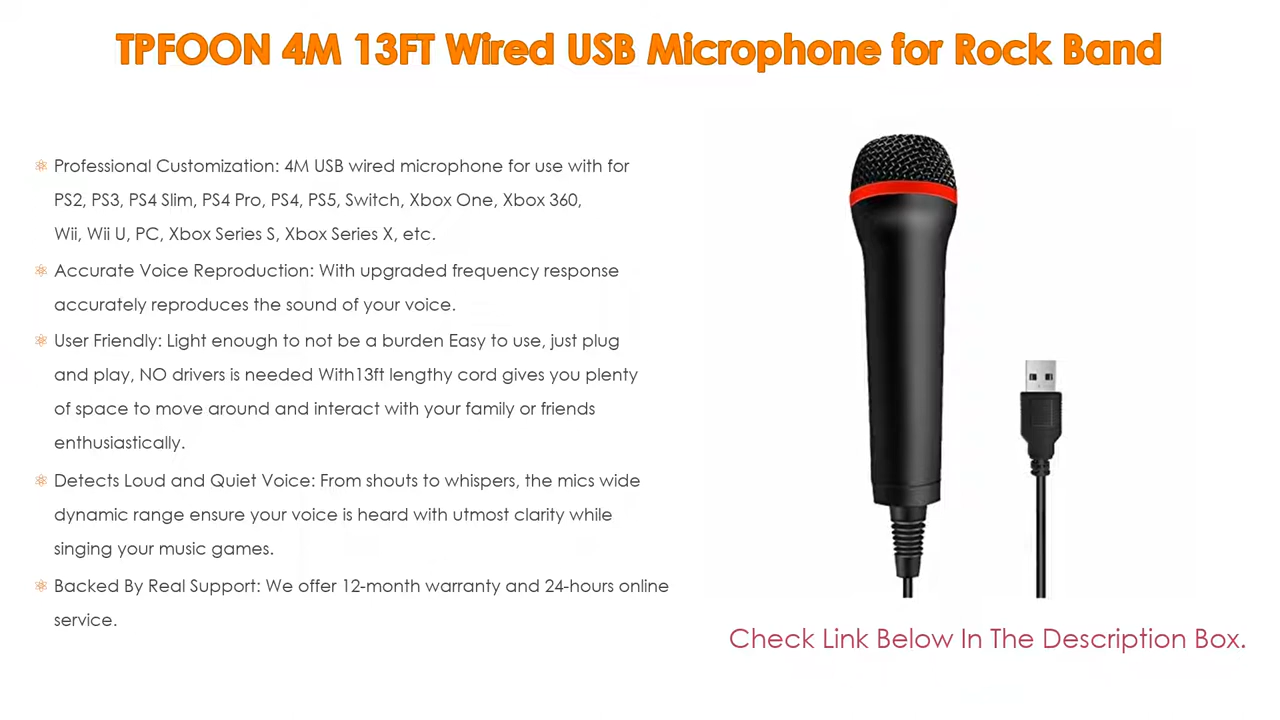 TPFOON 4M 13FT Wired USB Microphone for Rock Band
Professional Customization: 4M USB wired microphone for use with for
PS2, PS3, PS4 Slim, PS4 Pro, PS4, PS5, Switch, Xbox One, Xbox 360,
Wii, Wii U, PC, Xbox Series S, Xbox Series X, etc.
Accurate Voice Reproduction: With upgraded frequency response
accurately reproduces the sound of your voice.
User Friendly: Light enough to not be a burden Easy to use, just plug
and play, NO drivers is needed With13ft lengthy cord gives you plenty
of space to move around and interact with your family or friends
enthusiastically.
Detects Loud and Quiet Voice: From shouts to whispers, the mics wide
dynamic range ensure your voice is heard with utmost clarity while
singing your music games.
Backed By Real Support: We offer 12-month warranty and 24-hours online
service.
Check Link Below In The Description Box.